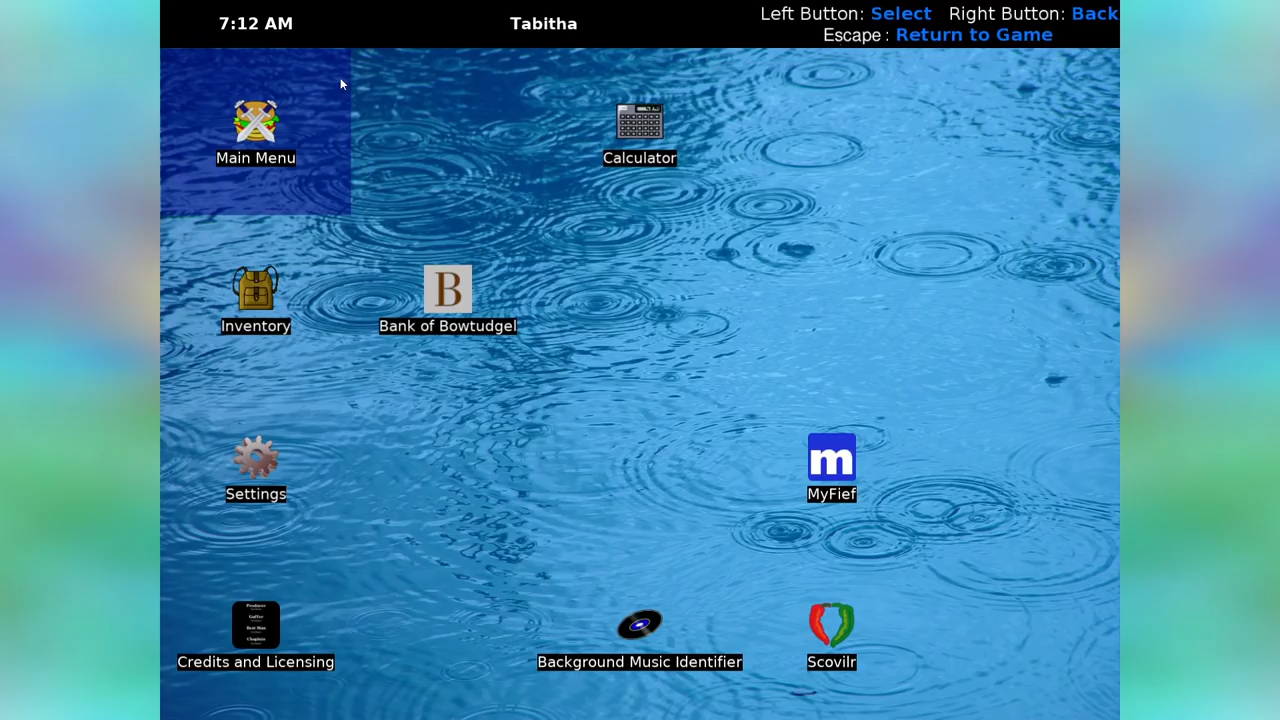 7:12 AM
Tabitha
Left Button: Select Right Button: Back
Escape : Return to Game
Main Menu
Calculator
Inventory
B
Bank of Bowtudgel
Settings
m
MyFief
Credits and Licensing
Background Music Identifier
Scovilr